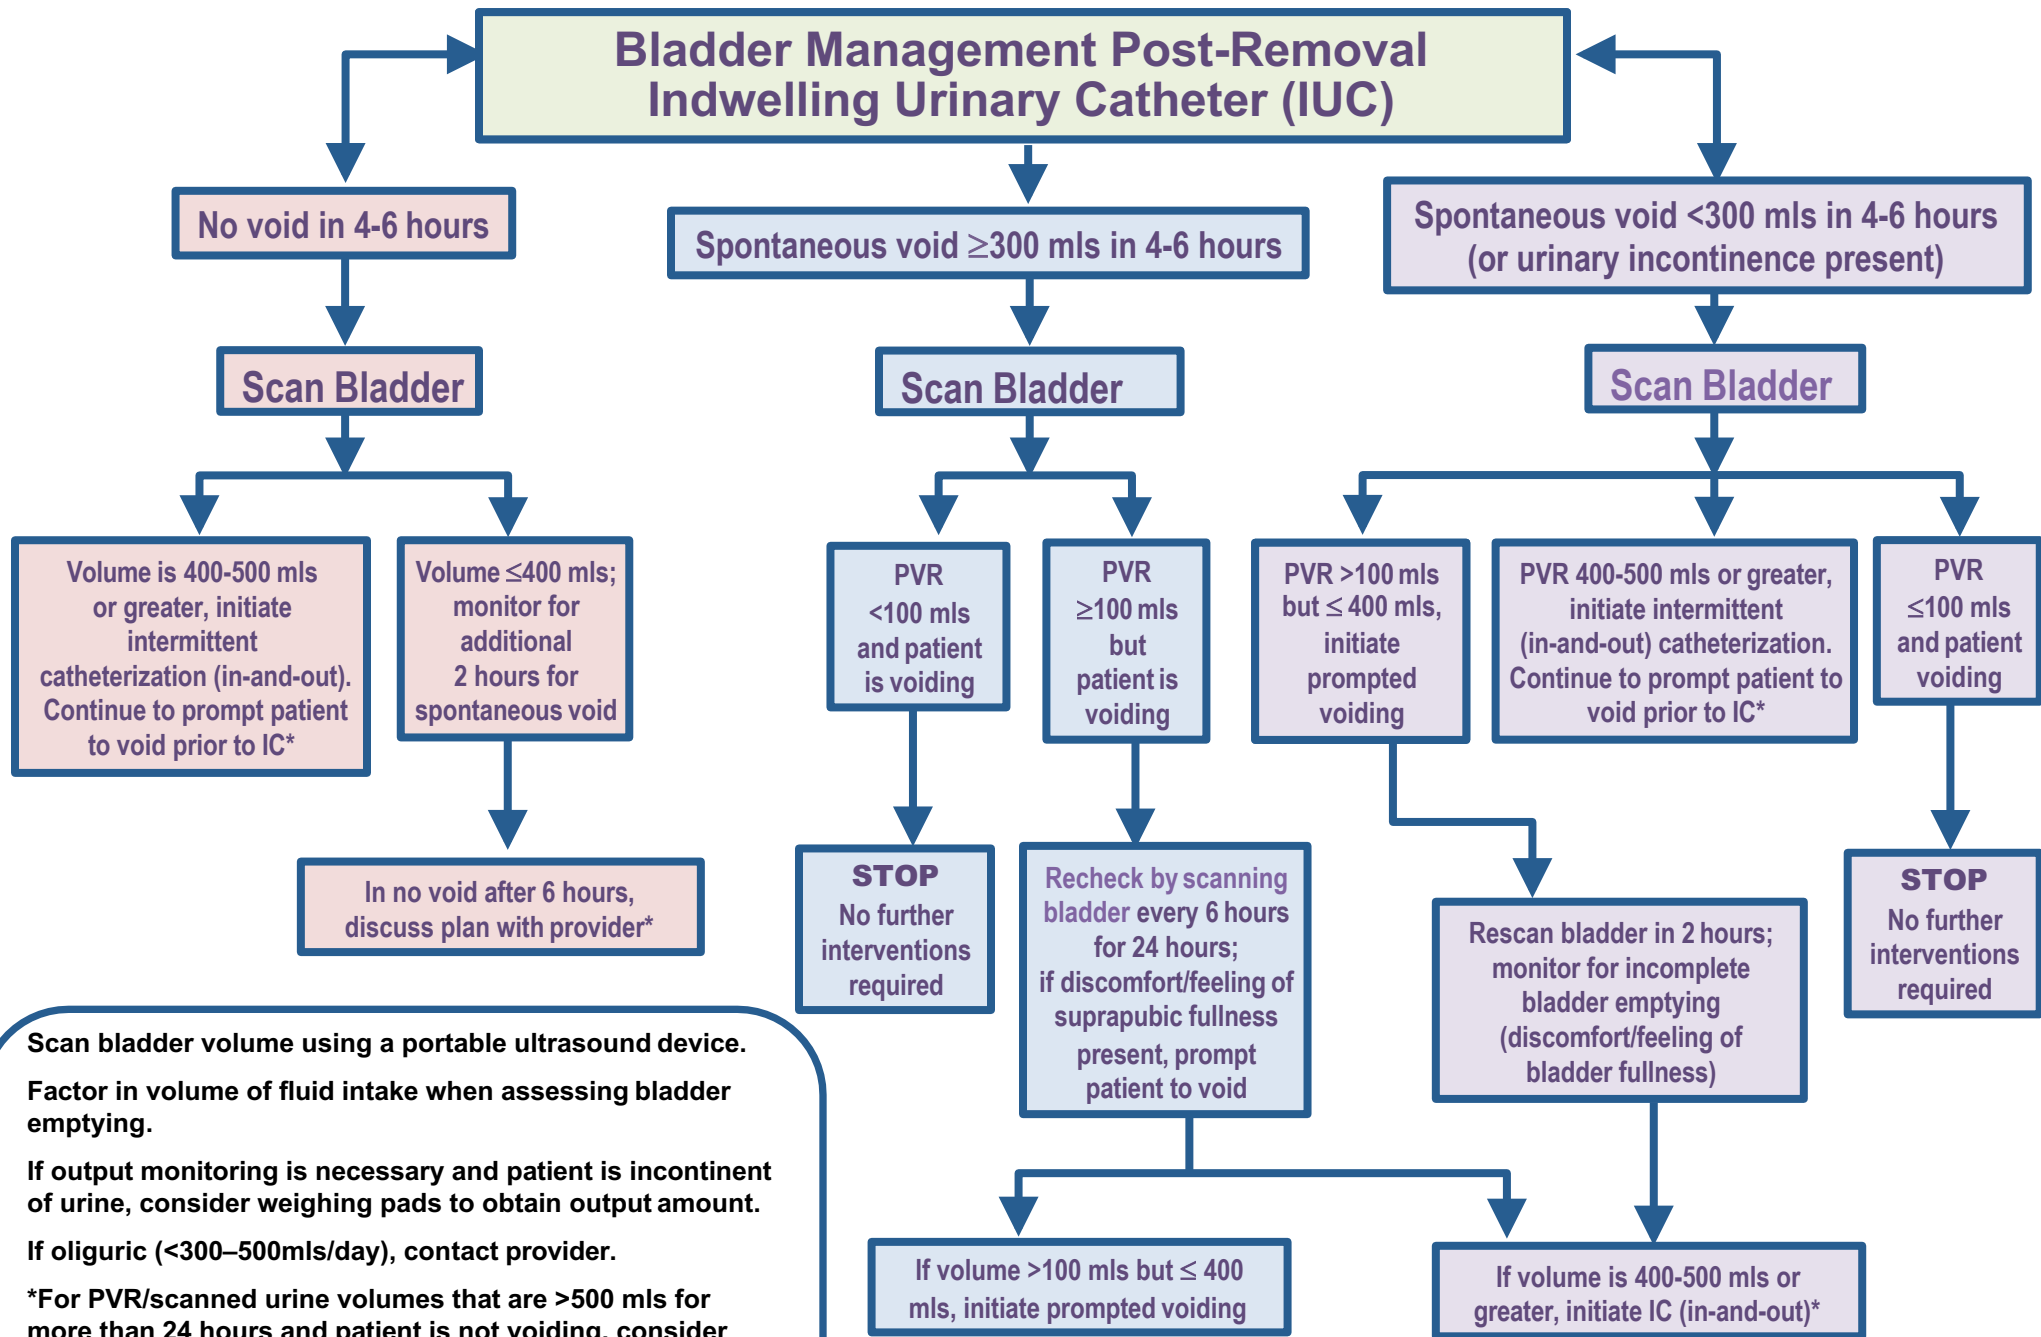 Bladder Management Post-Removal
Indwelling Urinary Catheter (IUC)
No void in 4-6 hours
Spontaneous void ≥300 mls in 4-6 hours
Spontaneous void <300 mls in 4-6 hours
(or urinary incontinence present)
Scan Bladder
Scan Bladder
Scan Bladder
Volume is 400-500 mls
or greater, initiate
intermittent
catheterization (in-and-out).
Continue to prompt patient
to void prior to IC*
Volume ≤400 mls;
monitor for
additional
2 hours for
spontaneous void
PVR
<100 mls
and patient
is voiding
PVR
≥100 mls
but
patient is
voiding
PVR >100 mls
but ≤ 400 mls,
initiate
prompted
voiding
PVR 400-500 mls or greater,
initiate intermittent
(in-and-out) catheterization.
Continue to prompt patient to
void prior to IC*
PVR
≤100 mls
and patient
voiding
In no void after 6 hours,
discuss plan with provider*
STOP
No further
interventions
required
Recheck by scanning
bladder every 6 hours
for 24 hours;
if discomfort/feeling of
suprapubic fullness
present, prompt
patient to void
Rescan bladder in 2 hours;
monitor for incomplete
bladder emptying
(discomfort/feeling of
bladder fullness)
STOP
No further
interventions
required
Scan bladder volume using a portable ultrasound device.
Factor in volume of fluid intake when assessing bladder
emptying.
If output monitoring is necessary and patient is incontinent
of urine, consider weighing pads to obtain output amount.
If oliguric (<300–500mls/day), contact provider.
*For PVR/scanned urine volumes that are >500 mls for
more than 24 hours and patient is not voiding, consider
If volume >100 mls but ≤ 400
mls, initiate prompted voiding
If volume is 400-500 mls or
greater, initiate IC (in-and-out)*